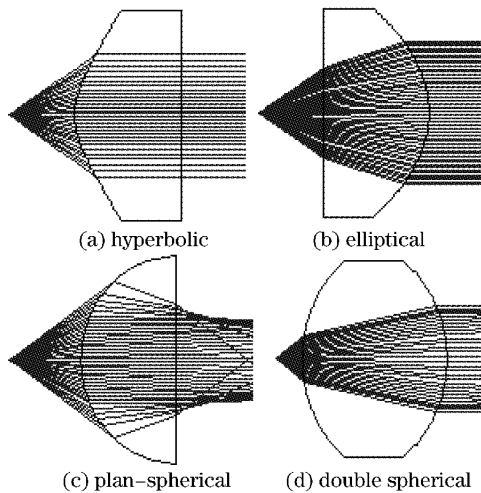 (a) hyperbolic
(b) elliptical
(c) plan-spherical
(d) double spherical